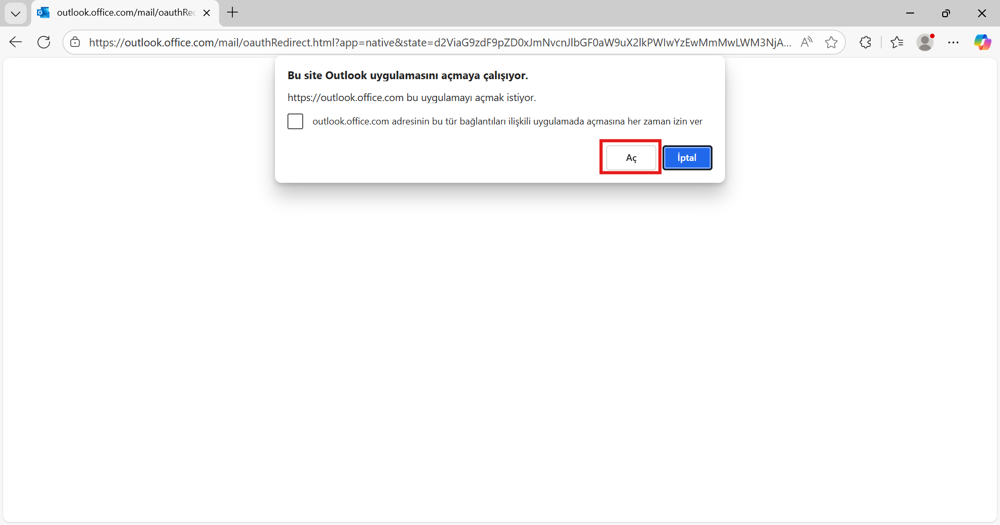 outlook.office.com/mail/oauthRe
https://outlook.office.com/mail/oauthRedirect.html?app=native&state=d2ViaG9zdF9pZD0xJmNvcnJlbGF0aW9uX2lkPWIwYzEwMmMwLWM3NjA...
Bu site Outlook uygulamasını açmaya çalışıyor.
https://outlook.office.com bu uygulamayı açmak istiyor.
outlook.office.com adresinin bu tür bağlantıları ilişkili uygulamada açmasına her zaman izin ver
Aç
İptal